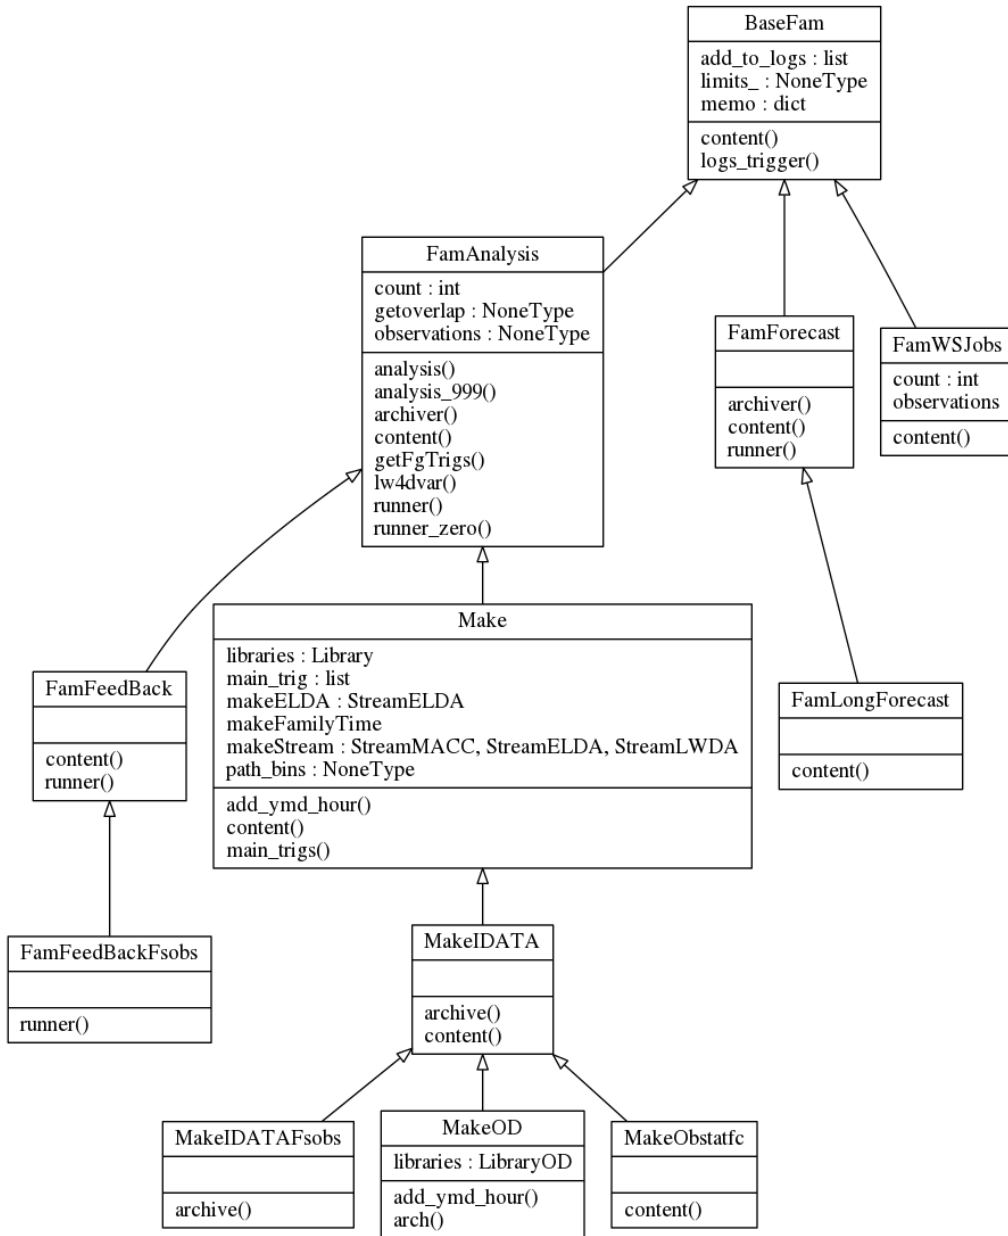 BaseFam
add_to_logs : list
limits_ : NoneType
memo : dict
content()
logs_trigger()
FamAnalysis
count : int
getoverlap : NoneType
observations : NoneType
analysis()
analysis_999()
archiver()
content()
getFgTrigs()
lw4dvar()
runner()
runner_zero()
FamForecast
archiver()
content()
runner()
FamWSJobs
count : int
observations
content()
Make
libraries : Library
main_trig : list
makeELDA : StreamELDA
makeFamilyTime
makeStream : StreamMACC, StreamELDA, StreamLWDA
path_bins : NoneType
add_ymd_hour()
content()
main_trigs()
FamFeedBack
content()
runner()
FamLongForecast
content()
FamFeedBackFsobs
runner()
MakeIDATA
archive()
content()
MakeIDATAFsobs
archive()
MakeOD
libraries : LibraryOD
add_ymd_hour()
arch()
MakeObstatfc
content()